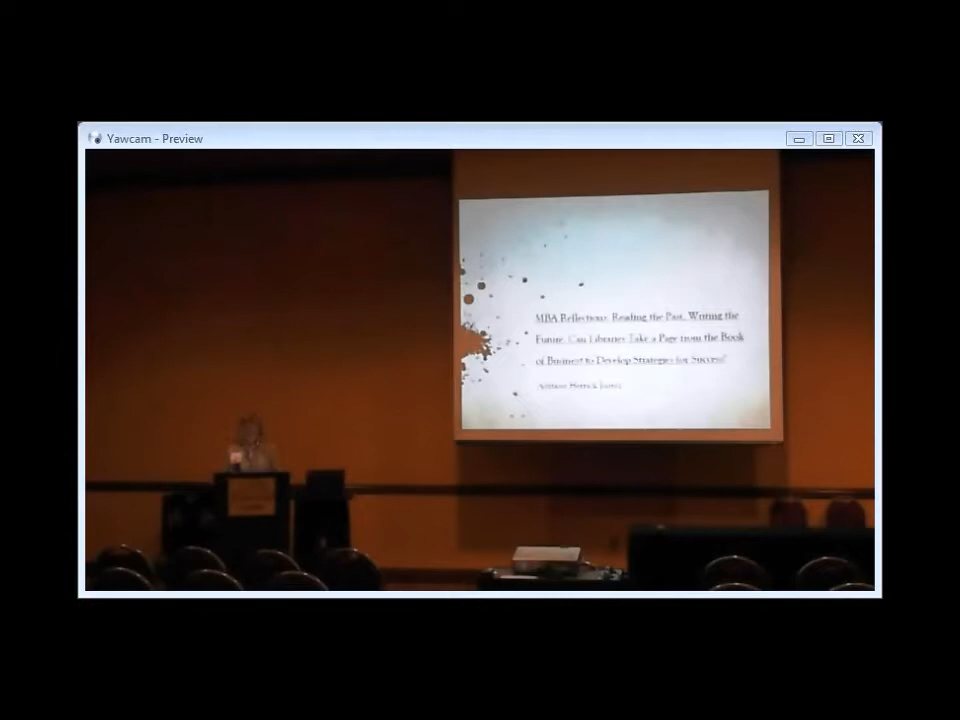 Yawcam - Preview
MBA Reflections: Reading the Past, Writing the
Future. Can Libraries Take a Page from the Book
of Business to Develop Strategies for Success?